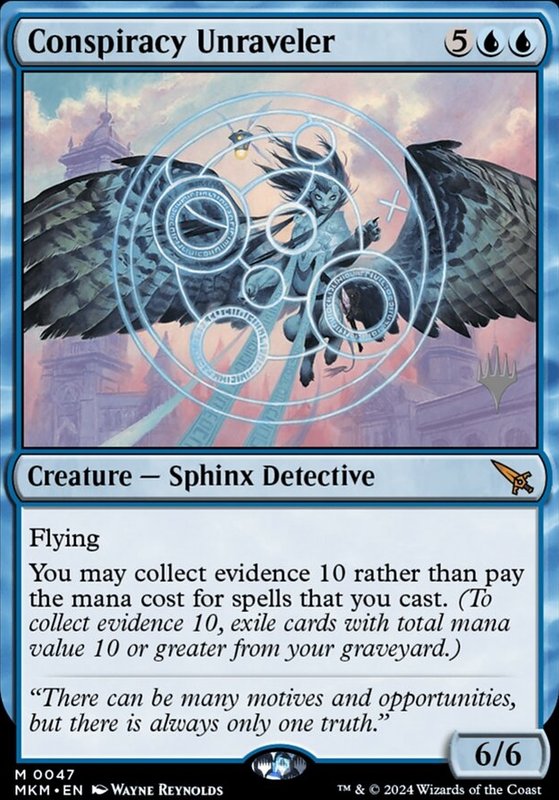 Conspiracy Unraveler 5
Creature — Sphinx Detective
Flying
You may collect evidence 10 rather than pay
the mana cost for spells that you cast. (To
collect evidence 10, exile cards with total mana
value 10 or greater from your graveyard.)
“There can be many motives and opportunities,
but there is always only one truth.”
6/6
M 0047
MKM • EN Wayne Reynolds
™ & © 2024 Wizards of the Coast